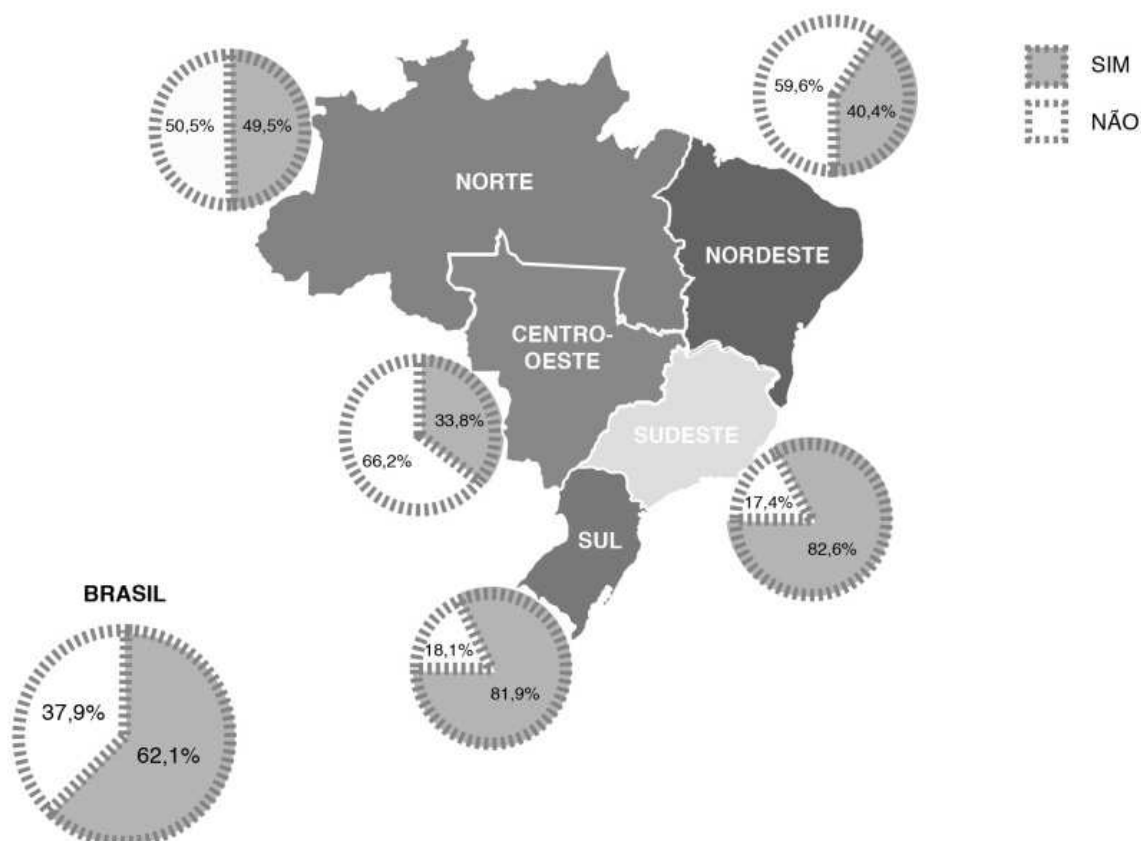 50,5%
49,5%
59,6%
40,4%
SIM
NÃO
NORTE
NORDESTE
CENTRO-
OESTE
33,8%
66,2%
SUDESTE
17,4%
82,6%
SUL
BRASIL
18,1%
81,9%
37,9%
62,1%